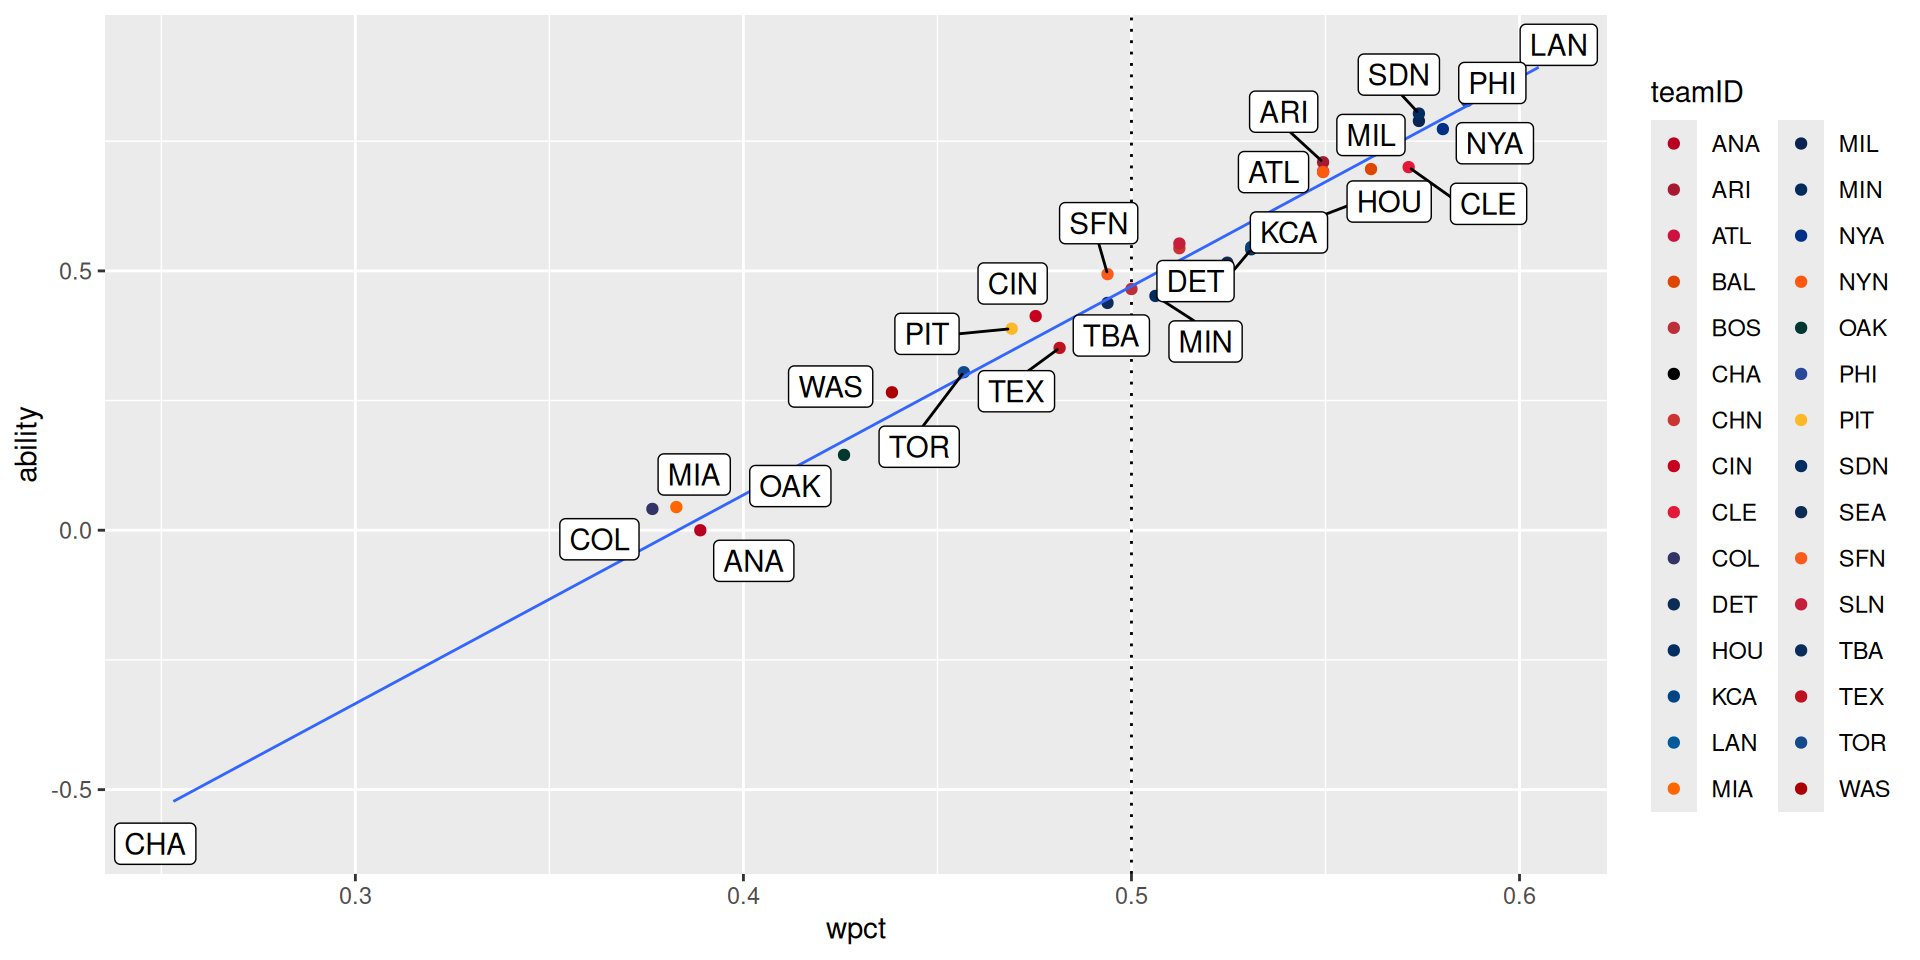 LAN
SDN
PHI
ARI
MIL
NYA
ATL
HOU
CLE
SFN
KCA
CIN
DET
PIT
TBA
MIN
WAS
TEX
TOR
MIA
OAK
COL
ANA
CHA
0.5
0.0
-0.5
ability
0.3
0.4
0.5
0.6
wpct
teamID
ANA
ARI
ATL
BAL
BOS
CHA
CHN
CIN
CLE
COL
DET
HOU
KCA
LAN
MIA
MIL
MIN
NYA
NYN
OAK
PHI
PIT
SDN
SEA
SFN
SLN
TBA
TEX
TOR
WAS